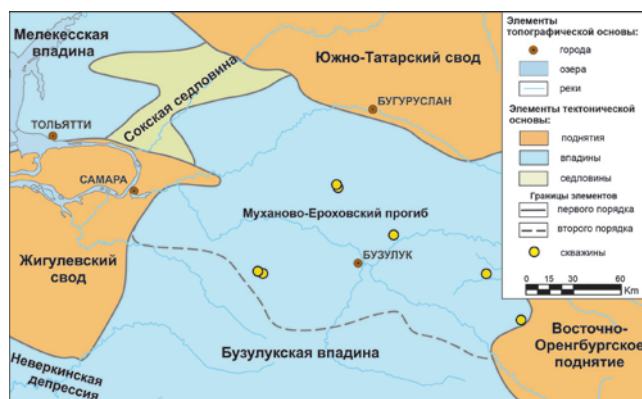 Мелекесская
впадина
Южно-Татарский свод
Сокская седловина
БУГУРУСЛАН
ТОЛЬЯТТИ
САМАРА
Муханово-Ероховский прогиб
БУЗУЛУК
Жигулевский
свод
Бузулукская впадина
Неверкинская
депрессия
Восточно-
Оренбургское
поднятие
Элементы
топографической основы:
города
озера
реки
Элементы тектонической
основы:
поднятия
впадины
седловины
Границы элементов
первого порядка
второго порядка
скважины
0 15 30 60
Km